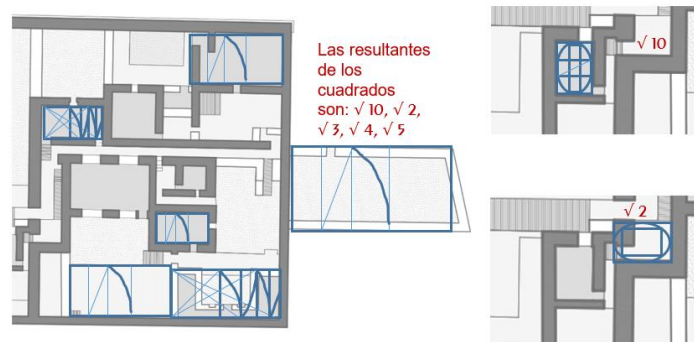 Las resultantes
de los
cuadrados
son: √ 10, √ 2,
√ 3, √ 4, √ 5
√ 10
√ 2